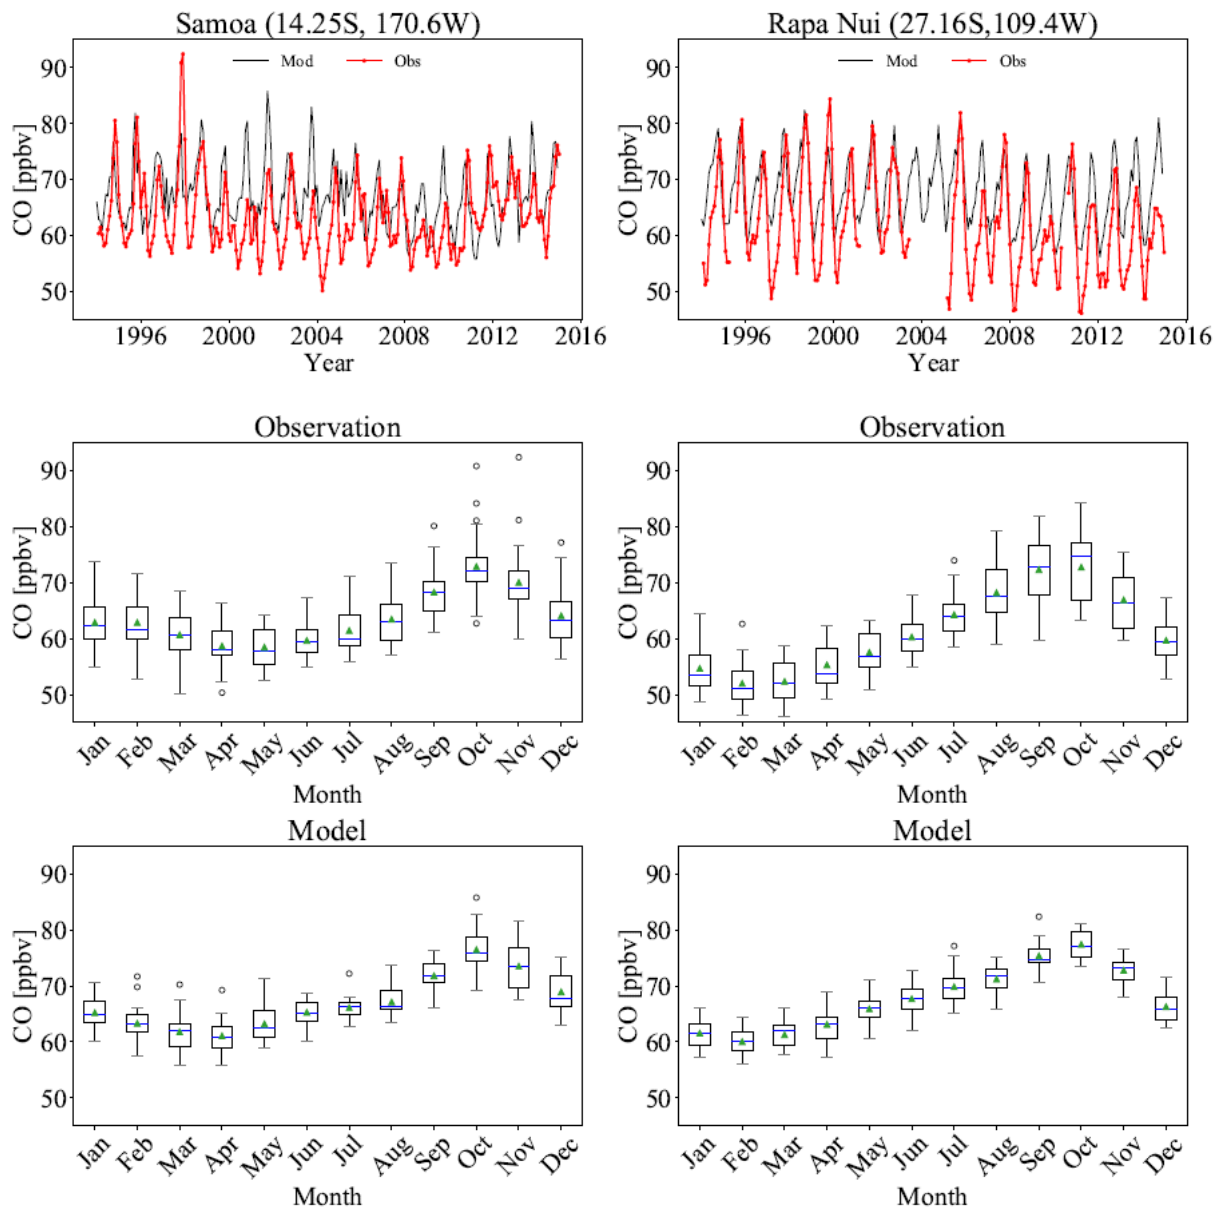 Samoa (14.25S, 170.6W)
Rapa Nui (27.16S,109.4W)
Mod
Obs
Mod
Obs
CO [ppbv]
90
80
70
60
50
CO [ppbv]
90
80
70
60
50
1996
2000
2004
2008
2012
2016
1996
2000
2004
2008
2012
2016
Year
Year
Observation
Observation
CO [ppbv]
90
80
70
60
50
CO [ppbv]
90
80
70
60
50
Jan
Feb
Mar
Apr
May
Jun
Jul
Aug
Sep
Oct
Nov
Dec
Jan
Feb
Mar
Apr
May
Jun
Jul
Aug
Sep
Oct
Nov
Dec
Month
Month
Model
Model
CO [ppbv]
90
80
70
60
50
CO [ppbv]
90
80
70
60
50
Jan
Feb
Mar
Apr
May
Jun
Jul
Aug
Sep
Oct
Nov
Dec
Jan
Feb
Mar
Apr
May
Jun
Jul
Aug
Sep
Oct
Nov
Dec
Month
Month